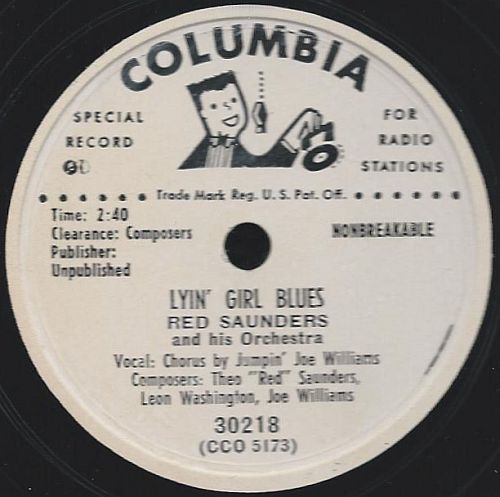 COLUMBIA
SPECIAL
RECORD
FOR
RADIO
STATIONS
Trade Mark Reg. U.S. Pat. Off.
Time: 2:40
Clearance: Composers
Publisher:
Unpublished
NONBREAKABLE
LYIN' GIRL BLUES
RED SAUNDERS
and his Orchestra
Vocal: Chorus by Jumpin' Joe Williams
Composers: Theo "Red" Saunders,
Leon Washington, Joe Williams
30218
(CCO 5173)